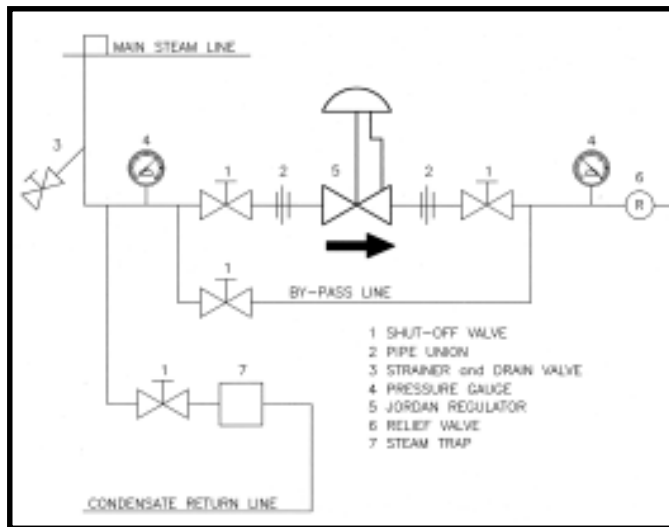 MAIN STEAM LINE
3
4
4
1
2
5
2
1
6
R
1
BY-PASS LINE
1 SHUT-OFF VALVE
2 PIPE UNION
3 STRAINER and DRAIN VALVE
4 PRESSURE GAUGE
5 JORDAN REGULATOR
6 RELIEF VALVE
7 STEAM TRAP
1
7
CONDENSATE RETURN LINE